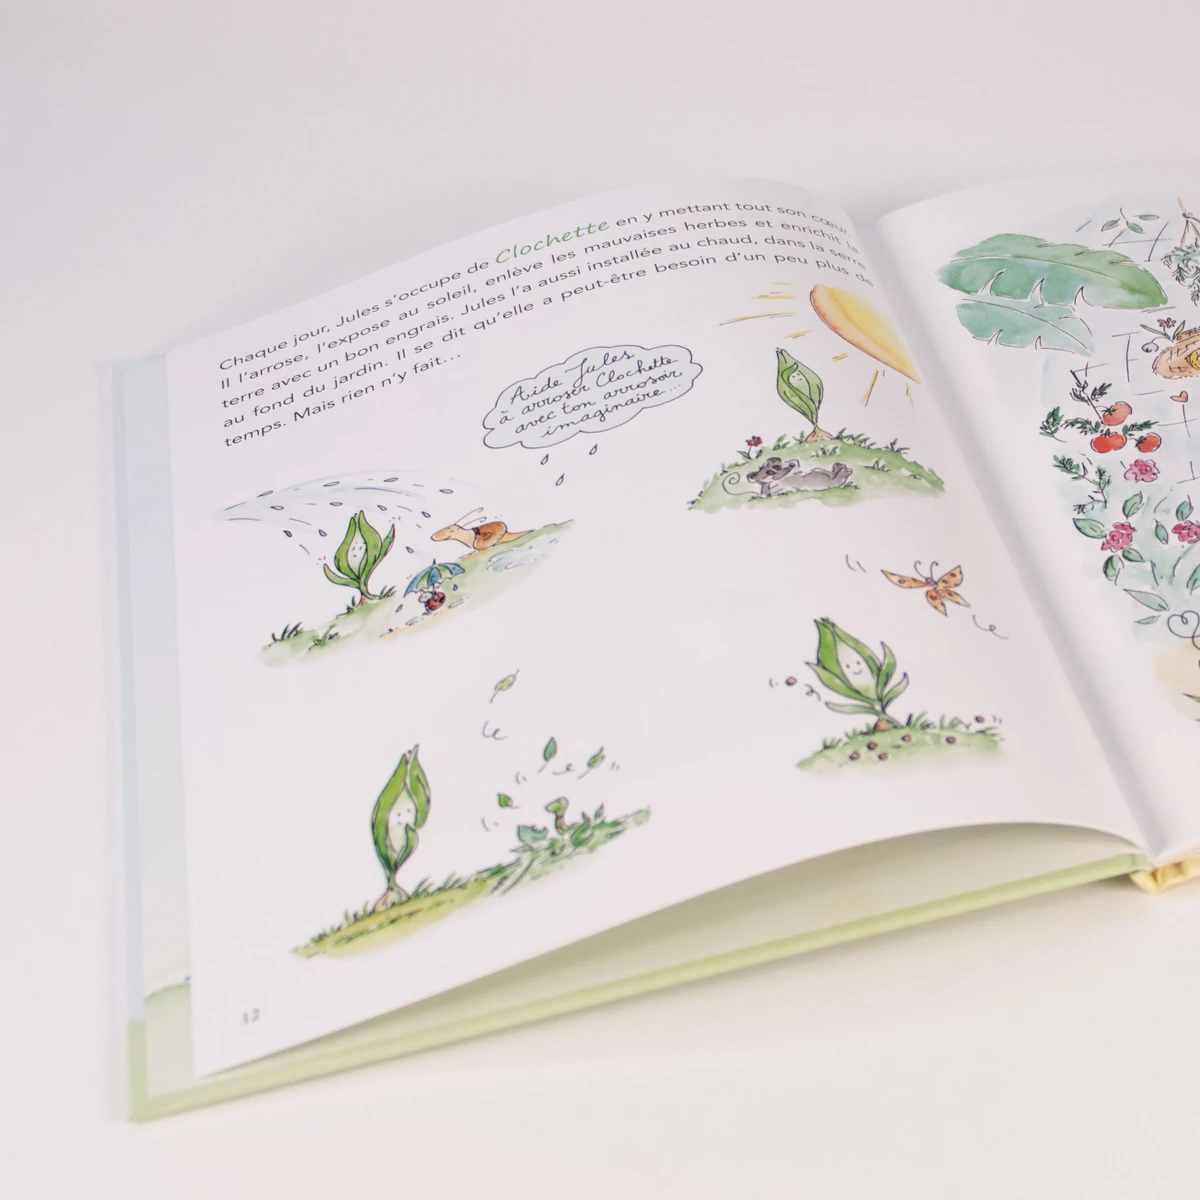 Chaque jour, Jules s'occupe de Clochette en y mettant tout son cœur.
Il l'arrose, l'expose au soleil, enlève les mauvaises herbes et enrichit la
terre avec un bon engrais. Jules l'a aussi installée au chaud, dans la serre
au fond du jardin. Il se dit qu'elle a peut-être besoin d'un peu plus de
temps. Mais rien n'y fait...
Aide Jules
à arroser Clochette
avec ton arrosoir
imaginaire...
12